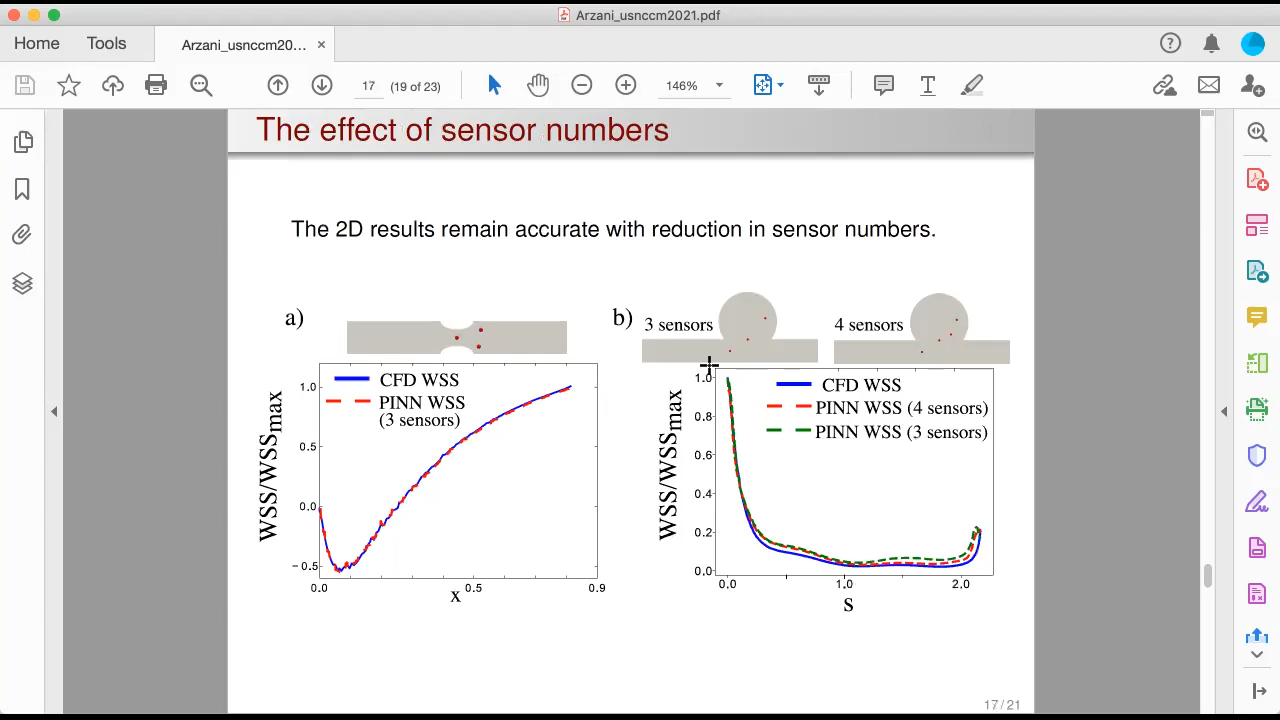 Arzani_usnccm2021.pdf
Home
Tools
Arzani_usnccm20...
×
17
(19 of 23)
146%
The effect of sensor numbers
The 2D results remain accurate with reduction in sensor numbers.
a)
CFD WSS
PINN WSS
(3 sensors)
WSS/WSSmax
1.0
0.5
0.0
−0.5
0.0
0.5
0.9
x
b)
3 sensors
4 sensors
CFD WSS
PINN WSS (4 sensors)
PINN WSS (3 sensors)
WSS/WSSmax
1.0
0.8
0.6
0.4
0.2
0.0
0.0
1.0
2.0
s
17/21